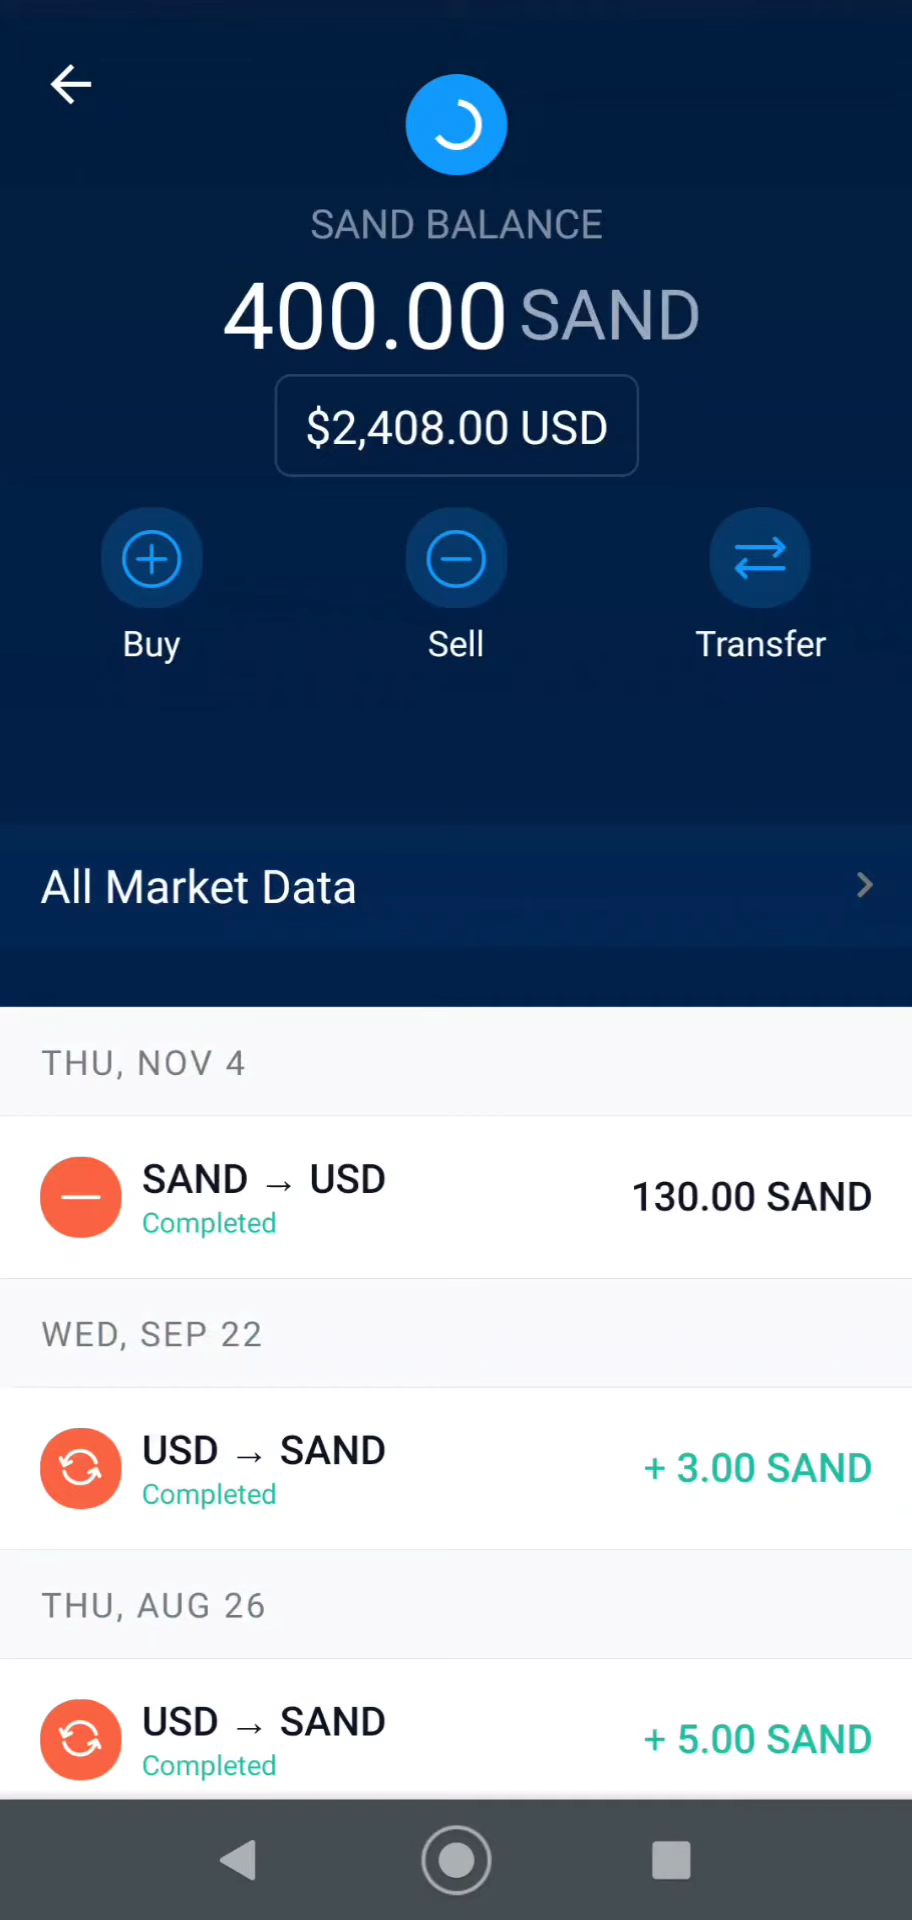 SAND BALANCE
400.00 SAND
$2,408.00 USD
Buy Sell Transfer
All Market Data
THU, NOV 4
SAND → USD 130.00 SAND
Completed
WED, SEP 22
USD → SAND + 3.00 SAND
Completed
THU, AUG 26
USD → SAND + 5.00 SAND
Completed